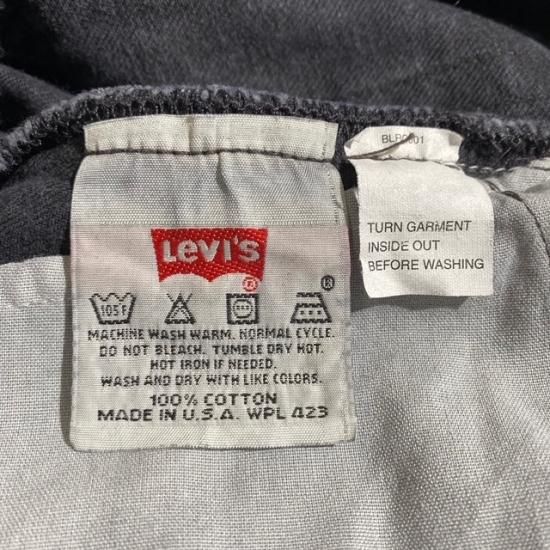 Levi's
®
®
105F
MACHINE WASH WARM. NORMAL CYCLE.
DO NOT BLEACH. TUMBLE DRY HOT.
HOT IRON IF NEEDED.
WASH AND DRY WITH LIKE COLORS.
100% COTTON
MADE IN U.S.A. WPL 423
TURN GARMENT
INSIDE OUT
BEFORE WASHING